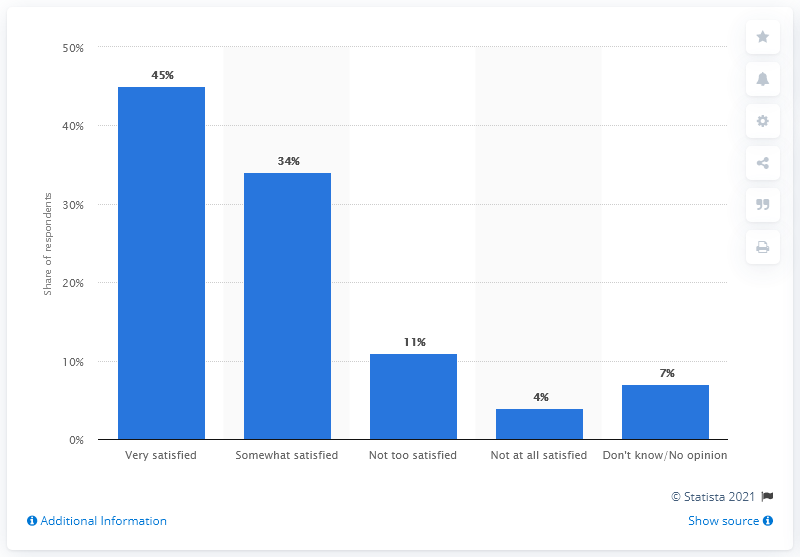 50%
45%
40%
34%
30%
Share of respondents
20%
11%
10%
7%
4%
0%
Very satisfied
Somewhat satisfied
Not too satisfied
Not at all satisfied
Don't know/No opinion
© Statista 2021
Additional Information
Show source